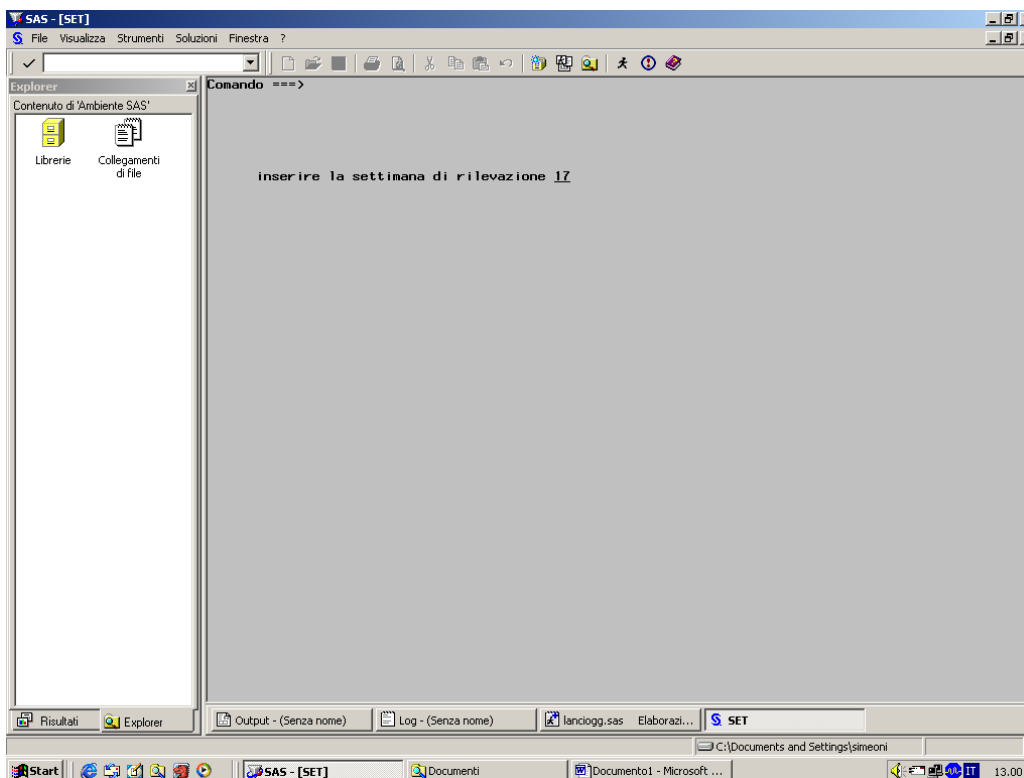 SAS - [SET]
File Visualizza Strumenti Soluzioni Finestra ?
Explorer
Contenuto di 'Ambiente SAS'
Librerie
Collegamenti
di file
Comando ===>
inserire la settimana di rilevazione 17
Risultati
Explorer
Output - (Senza nome)
Log - (Senza nome)
lanciogg.sas Elaborazi...
SET
C:\Documents and Settings\simeoni
Start
SAS - [SET]
Documenti
Documento1 - Microsoft ...
IT
13.00